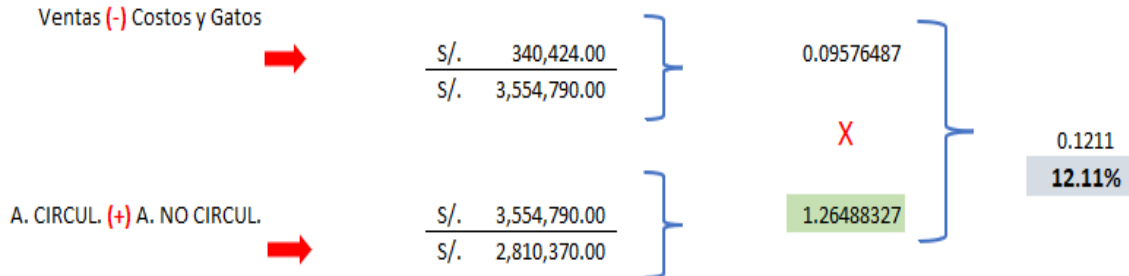 Ventas (-) Costos y Gatos
S/. 340,424.00
S/. 3,554,790.00
0.09576487
X
0.1211
12.11%
A. CIRCUL. (+) A. NO CIRCUL.
S/. 3,554,790.00
S/. 2,810,370.00
1.26488327